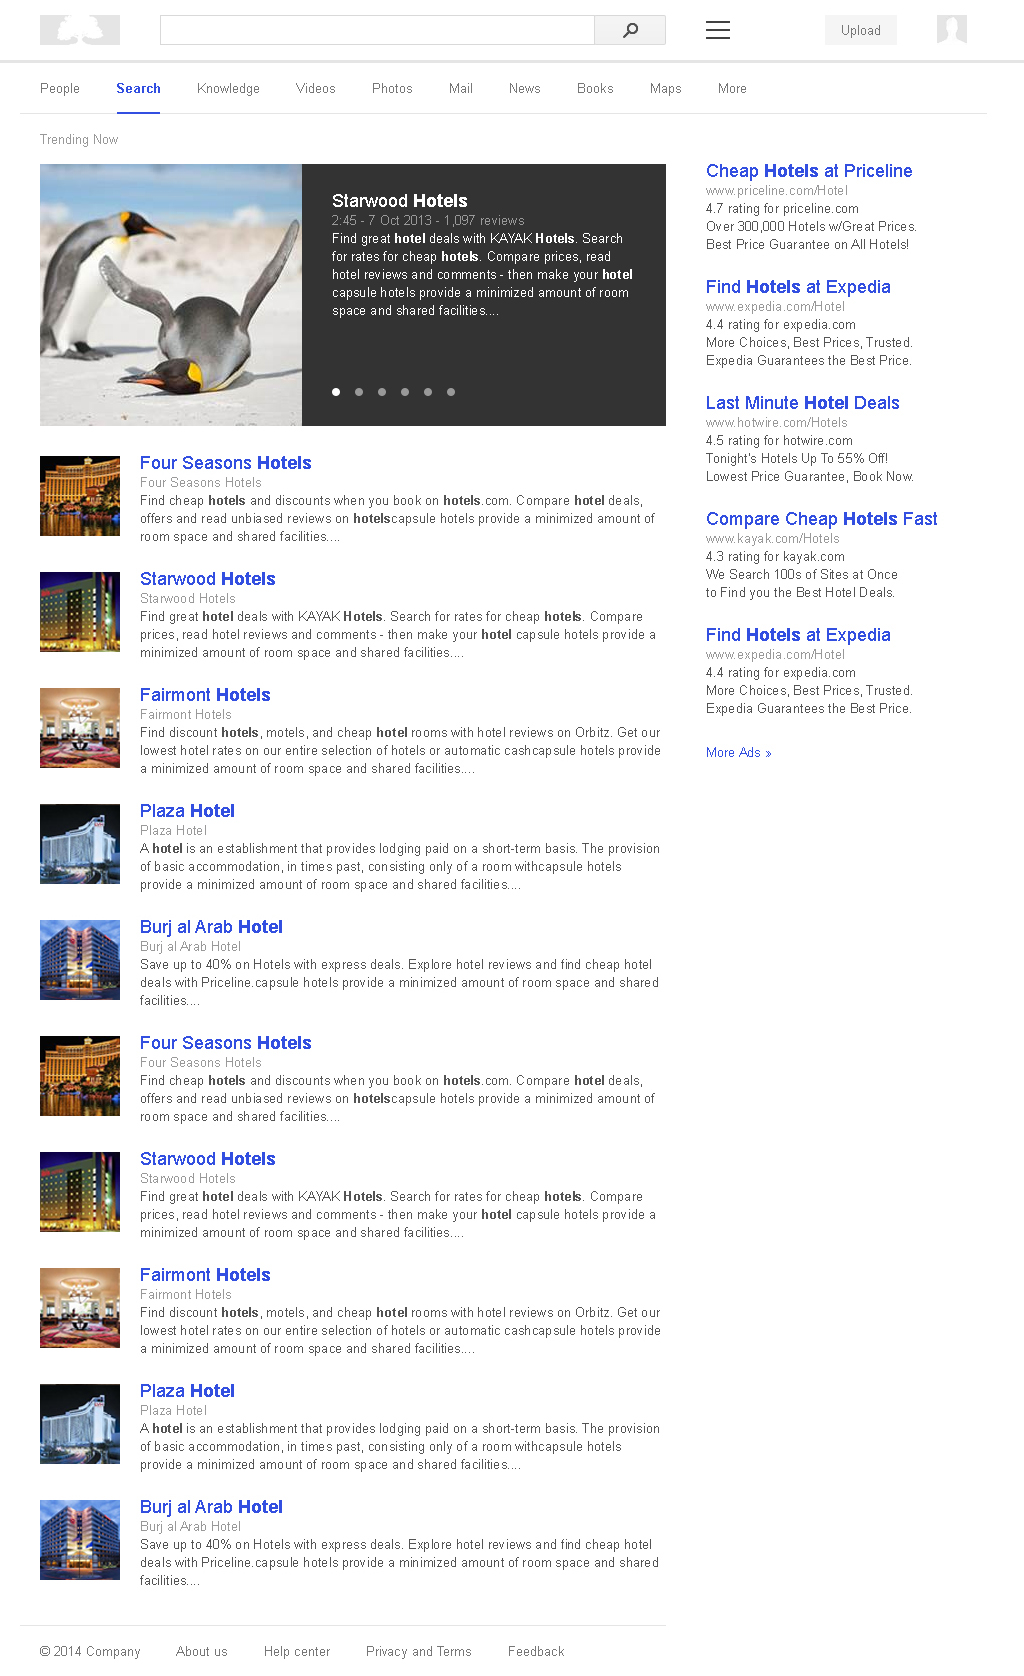 Upload
People Search Knowledge Videos Photos Mail News Books Maps More
Trending Now
Starwood Hotels
2:45 - 7 Oct 2013 - 1,097 reviews
Find great hotel deals with KAYAK Hotels. Search
for rates for cheap hotels. Compare prices, read
hotel reviews and comments - then make your hotel
capsule hotels provide a minimized amount of room
space and shared facilities....
Four Seasons Hotels
Four Seasons Hotels
Find cheap hotels and discounts when you book on hotels.com. Compare hotel deals,
offers and read unbiased reviews on hotelscapsule hotels provide a minimized amount of
room space and shared facilities....
Starwood Hotels
Starwood Hotels
Find great hotel deals with KAYAK Hotels. Search for rates for cheap hotels. Compare
prices, read hotel reviews and comments - then make your hotel capsule hotels provide a
minimized amount of room space and shared facilities....
Fairmont Hotels
Fairmont Hotels
Find discount hotels, motels, and cheap hotel rooms with hotel reviews on Orbitz. Get our
lowest hotel rates on our entire selection of hotels or automatic cashcapsule hotels provide
a minimized amount of room space and shared facilities....
Plaza Hotel
Plaza Hotel
A hotel is an establishment that provides lodging paid on a short-term basis. The provision
of basic accommodation, in times past, consisting only of a room withcapsule hotels
provide a minimized amount of room space and shared facilities....
Burj al Arab Hotel
Burj al Arab Hotel
Save up to 40% on Hotels with express deals. Explore hotel reviews and find cheap hotel
deals with Priceline.capsule hotels provide a minimized amount of room space and shared
facilities....
Four Seasons Hotels
Four Seasons Hotels
Find cheap hotels and discounts when you book on hotels.com. Compare hotel deals,
offers and read unbiased reviews on hotelscapsule hotels provide a minimized amount of
room space and shared facilities....
Starwood Hotels
Starwood Hotels
Find great hotel deals with KAYAK Hotels. Search for rates for cheap hotels. Compare
prices, read hotel reviews and comments - then make your hotel capsule hotels provide a
minimized amount of room space and shared facilities....
Fairmont Hotels
Fairmont Hotels
Find discount hotels, motels, and cheap hotel rooms with hotel reviews on Orbitz. Get our
lowest hotel rates on our entire selection of hotels or automatic cashcapsule hotels provide
a minimized amount of room space and shared facilities....
Plaza Hotel
Plaza Hotel
A hotel is an establishment that provides lodging paid on a short-term basis. The provision
of basic accommodation, in times past, consisting only of a room withcapsule hotels
provide a minimized amount of room space and shared facilities....
Burj al Arab Hotel
Burj al Arab Hotel
Save up to 40% on Hotels with express deals. Explore hotel reviews and find cheap hotel
deals with Priceline.capsule hotels provide a minimized amount of room space and shared
facilities....
Cheap Hotels at Priceline
www.priceline.com/Hotel
4.7 rating for priceline.com
Over 300,000 Hotels w/Great Prices.
Best Price Guarantee on All Hotels!
Find Hotels at Expedia
www.expedia.com/Hotel
4.4 rating for expedia.com
More Choices, Best Prices, Trusted.
Expedia Guarantees the Best Price.
Last Minute Hotel Deals
www.hotwire.com/Hotels
4.5 rating for hotwire.com
Tonight's Hotels Up To 55% Off!
Lowest Price Guarantee, Book Now.
Compare Cheap Hotels Fast
www.kayak.com/Hotels
4.3 rating for kayak.com
We Search 100s of Sites at Once
to Find you the Best Hotel Deals.
Find Hotels at Expedia
www.expedia.com/Hotel
4.4 rating for expedia.com
More Choices, Best Prices, Trusted.
Expedia Guarantees the Best Price.
More Ads »
© 2014 Company About us Help center Privacy and Terms Feedback